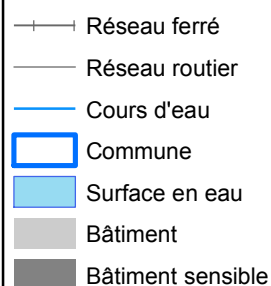 Réseau ferré
Réseau routier
Cours d'eau
Commune
Surface en eau
Bâtiment
Bâtiment sensible